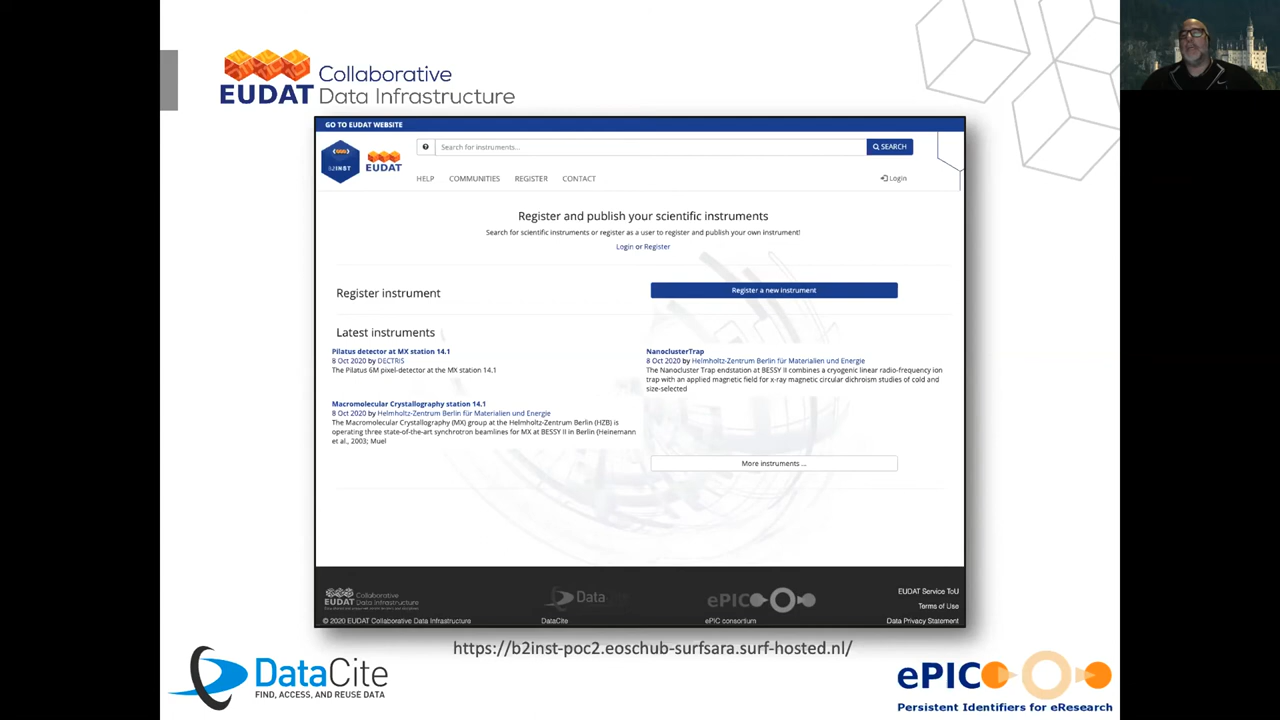 EUDAT Collaborative
Data Infrastructure
GO TO EUDAT WEBSITE
Search for instruments...
SEARCH
B2INST
EUDAT
HELP COMMUNITIES REGISTER CONTACT
Login
Register and publish your scientific instruments
Search for scientific instruments or register as a user to register and publish your own instrument!
Login or Register
Register instrument
Register a new instrument
Latest instruments
Pilatus detector at MX station 14.1
8 Oct 2020 by DECTRIS
The Pilatus 6M pixel-detector at the MX station 14.1
NanoclusterTrap
8 Oct 2020 by Helmholtz-Zentrum Berlin für Materialien und Energie
The Nanocluster Trap endstation at BESSY II combines a cryogenic linear radio-frequency ion
trap with an applied magnetic field for x-ray magnetic circular dichroism studies of cold and
size-selected
Macromolecular Crystallography station 14.1
8 Oct 2020 by Helmholtz-Zentrum Berlin für Materialien und Energie
The Macromolecular Crystallography (MX) group at the Helmholtz-Zentrum Berlin (HZB) is
operating three state-of-the-art synchrotron beamlines for MX at BESSY II in Berlin (Heinemann
et al., 2003; Muel
More instruments ...
EUDAT Collaborative
Data Infrastructure
DataCite
ePIC
EUDAT Service ToU
Terms of Use
© 2020 EUDAT Collaborative Data Infrastructure
DataCite
ePIC consortium
Data Privacy Statement
https://b2inst-poc2.eoschub-surfsara.surf-hosted.nl/
DataCite
FIND, ACCESS, AND REUSE DATA
ePIC
Persistent Identifiers for eResearch